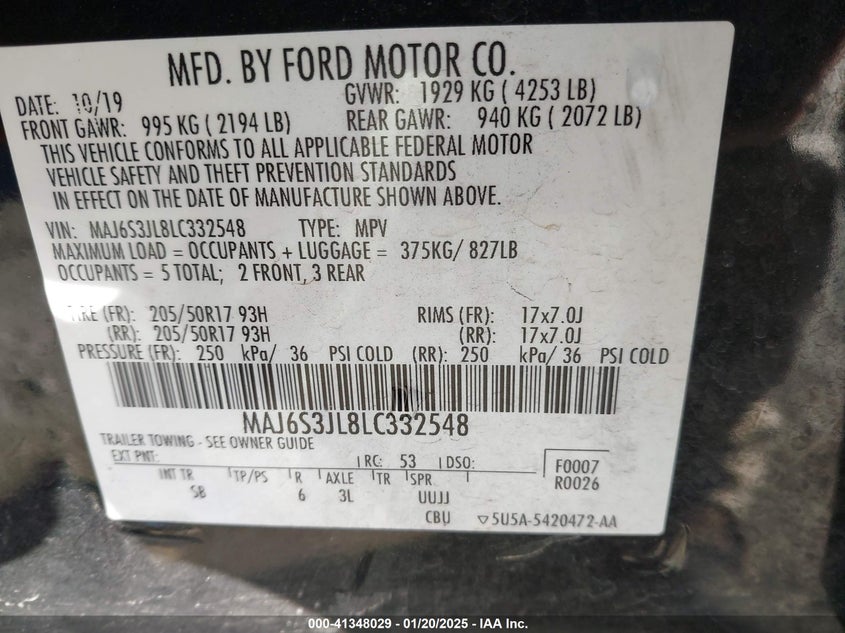 MFD. BY FORD MOTOR CO.
DATE: 10/19 GVWR: 1929 KG ( 4253 LB)
FRONT GAWR: 995 KG ( 2194 LB) REAR GAWR: 940 KG ( 2072 LB)
THIS VEHICLE CONFORMS TO ALL APPLICABLE FEDERAL MOTOR
VEHICLE SAFETY AND THEFT PREVENTION STANDARDS
IN EFFECT ON THE DATE OF MANUFACTURE SHOWN ABOVE.
VIN: MAJ6S3JL8LC332548 TYPE: MPV
MAXIMUM LOAD = OCCUPANTS + LUGGAGE = 375KG/ 827LB
OCCUPANTS = 5 TOTAL; 2 FRONT, 3 REAR
TIRE (FR): 205/50R17 93H RIMS (FR): 17x7.0J
(RR): 205/50R17 93H (RR): 17x7.0J
PRESSURE (FR): 250 kPa/ 36 PSI COLD (RR): 250 kPa/ 36 PSI COLD
MAJ6S3JL8LC332548
TRAILER TOWING - SEE OWNER GUIDE
EXT PNT: RC: 53 DSO: F0007
R0026
INT TR TP/PS R AXLE TR SPR
SB 6 3L UUJJ
CBU ▽5U5A-5420472-AA
000-41348029 - 01/20/2025 - IAA Inc.